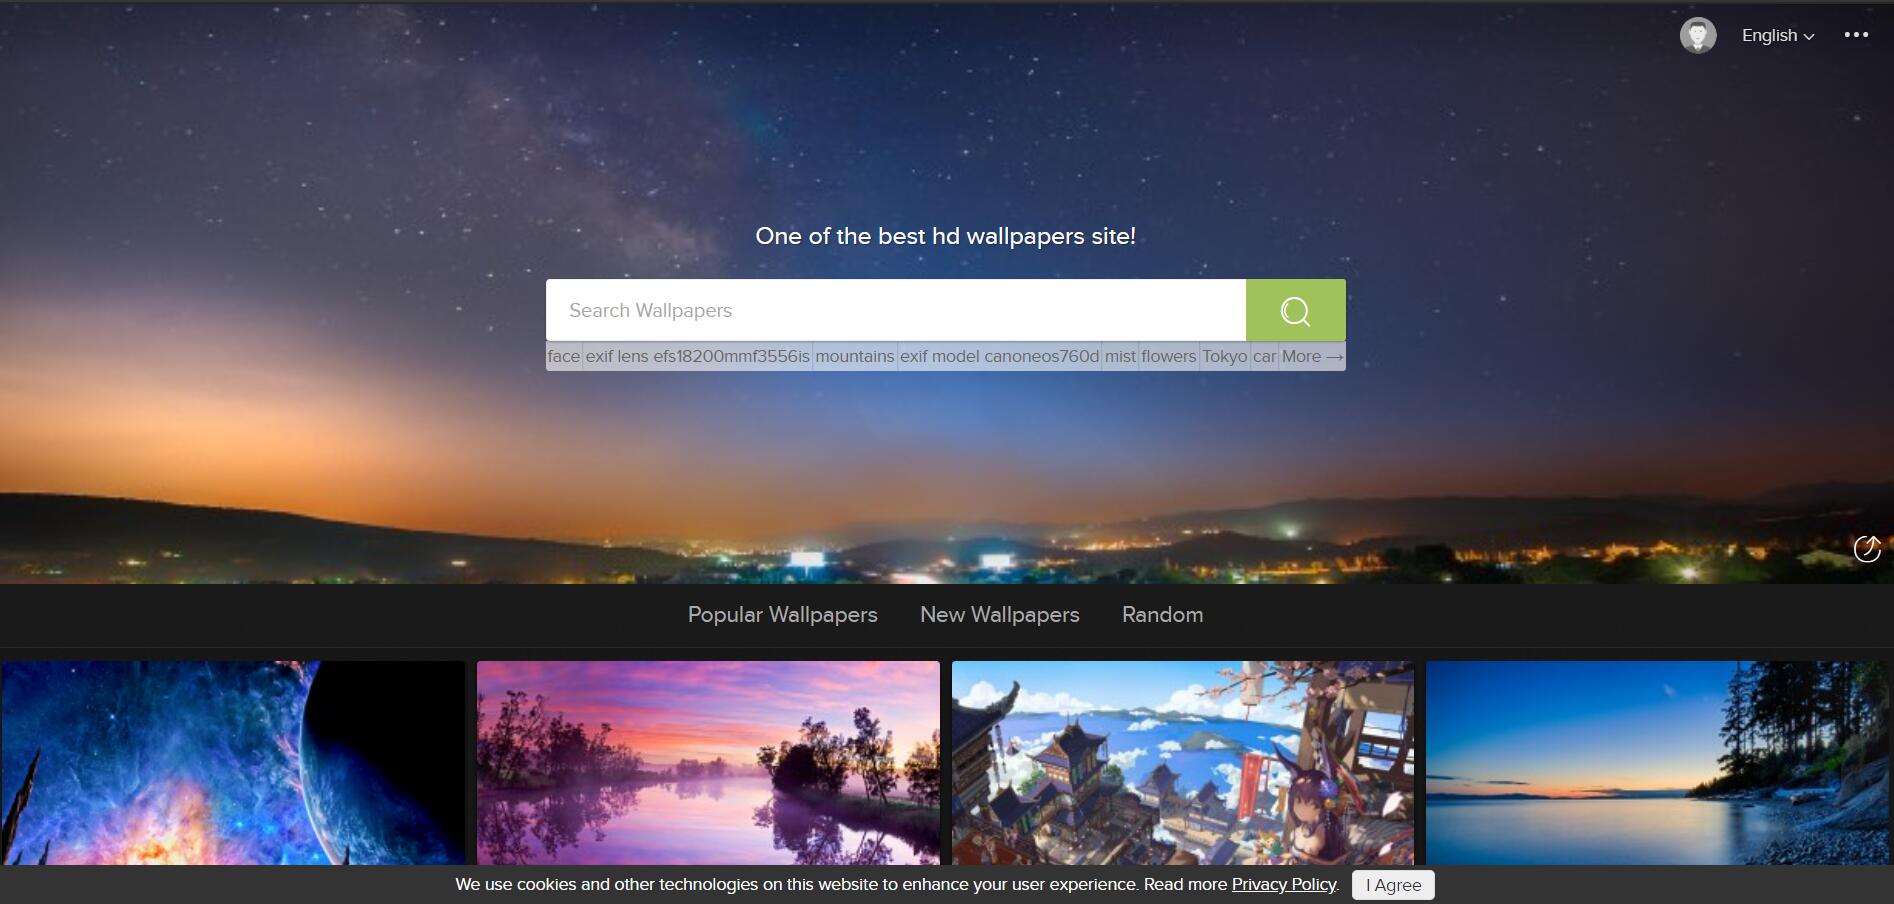 English
One of the best hd wallpapers site!
Search Wallpapers
face exif lens efs18200mmf3556is mountains exif model canoneos760d mist flowers Tokyo car More →
Popular Wallpapers New Wallpapers Random
We use cookies and other technologies on this website to enhance your user experience. Read more Privacy Policy. I Agree